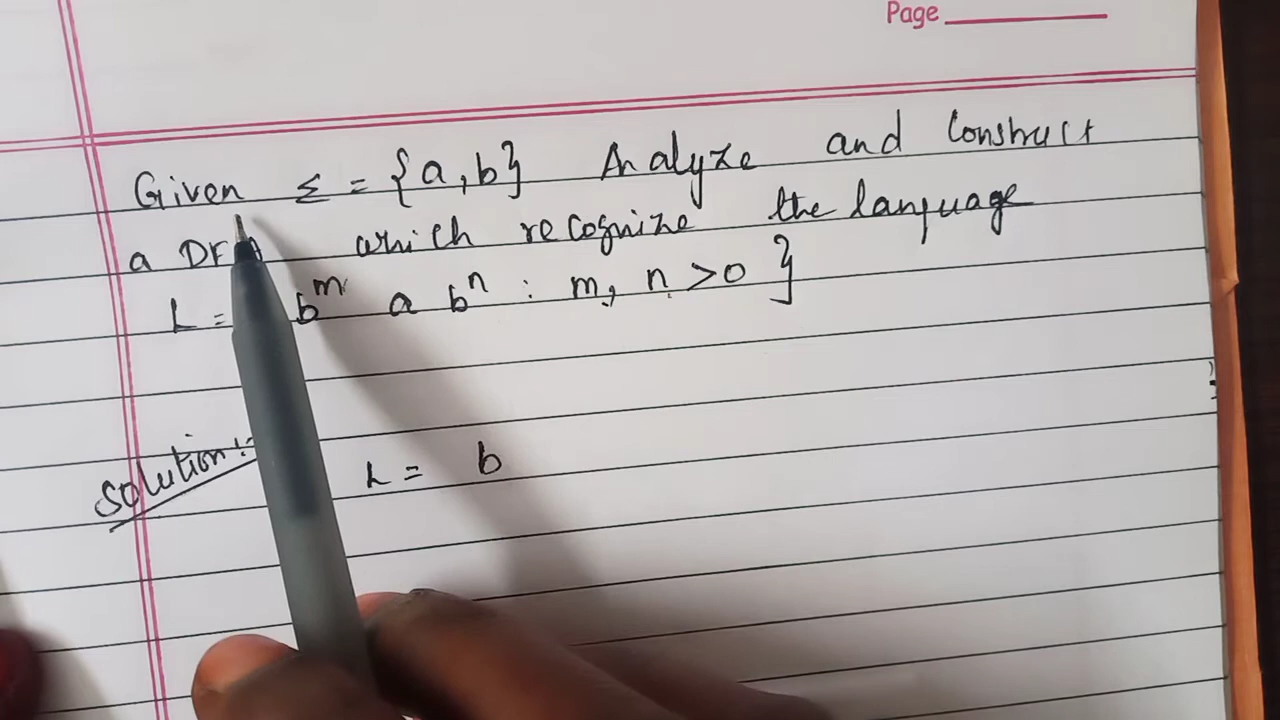 Page
Given Σ = {a, b} Analyze and Construct
a DF which recognize the language
L = b^m a b^n : m, n > 0 }
Solution:-
L = b